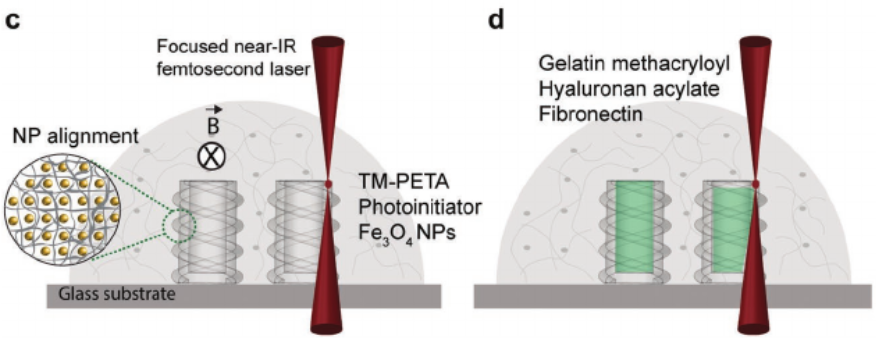 c
Focused near-IR
femtosecond laser
B
X
NP alignment
TM-PETA
Photoinitiator
Fe₃O₄ NPs
Glass substrate
d
Gelatin methacryloyl
Hyaluronan acylate
Fibronectin